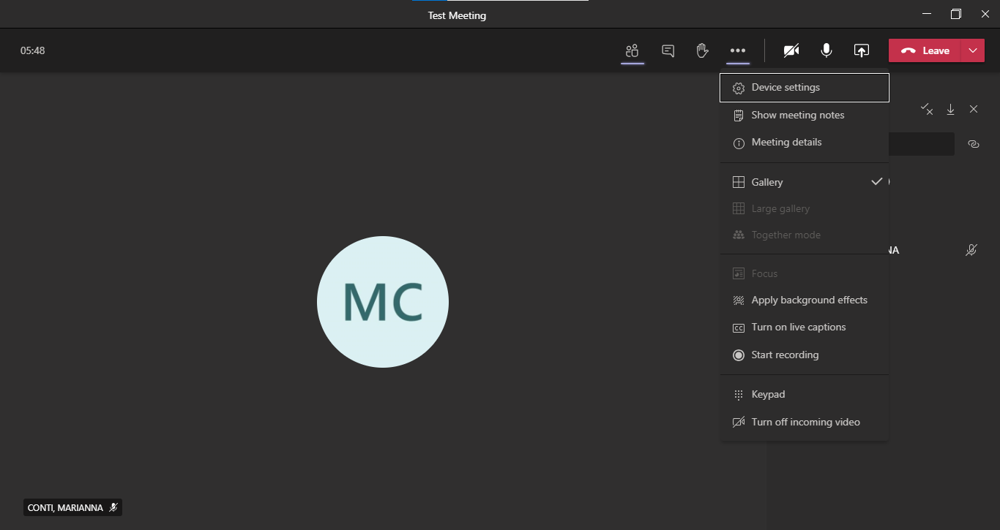 Test Meeting
05:48
Leave
Device settings
Show meeting notes
Meeting details
Gallery
Large gallery
Together mode
NA
Focus
Apply background effects
CC Turn on live captions
Start recording
Keypad
Turn off incoming video
MC
CONTI, MARIANNA